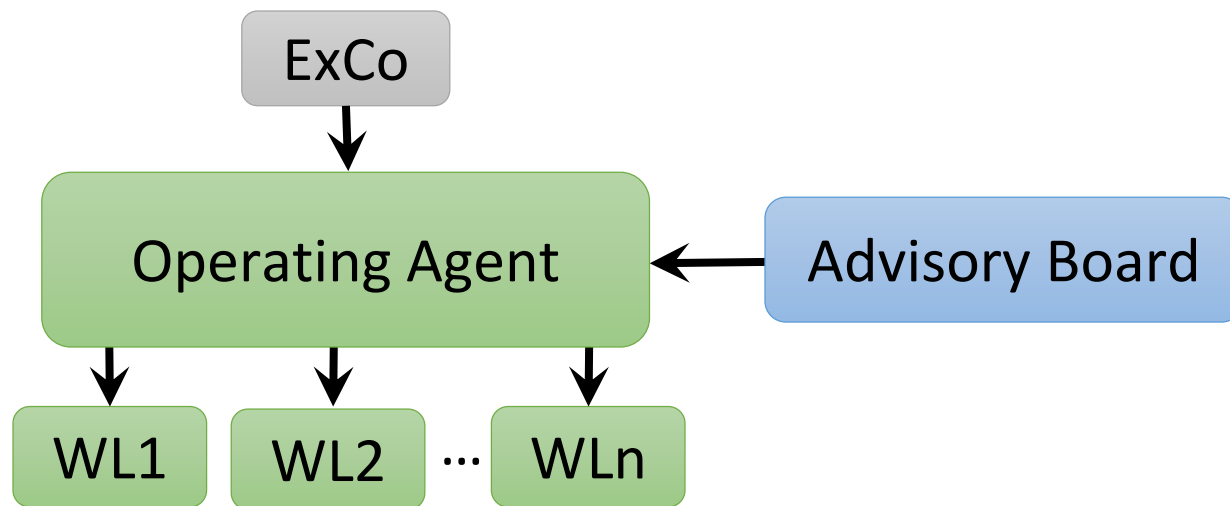 ExCo
Operating Agent
Advisory Board
WL1
WL2
...
WLn